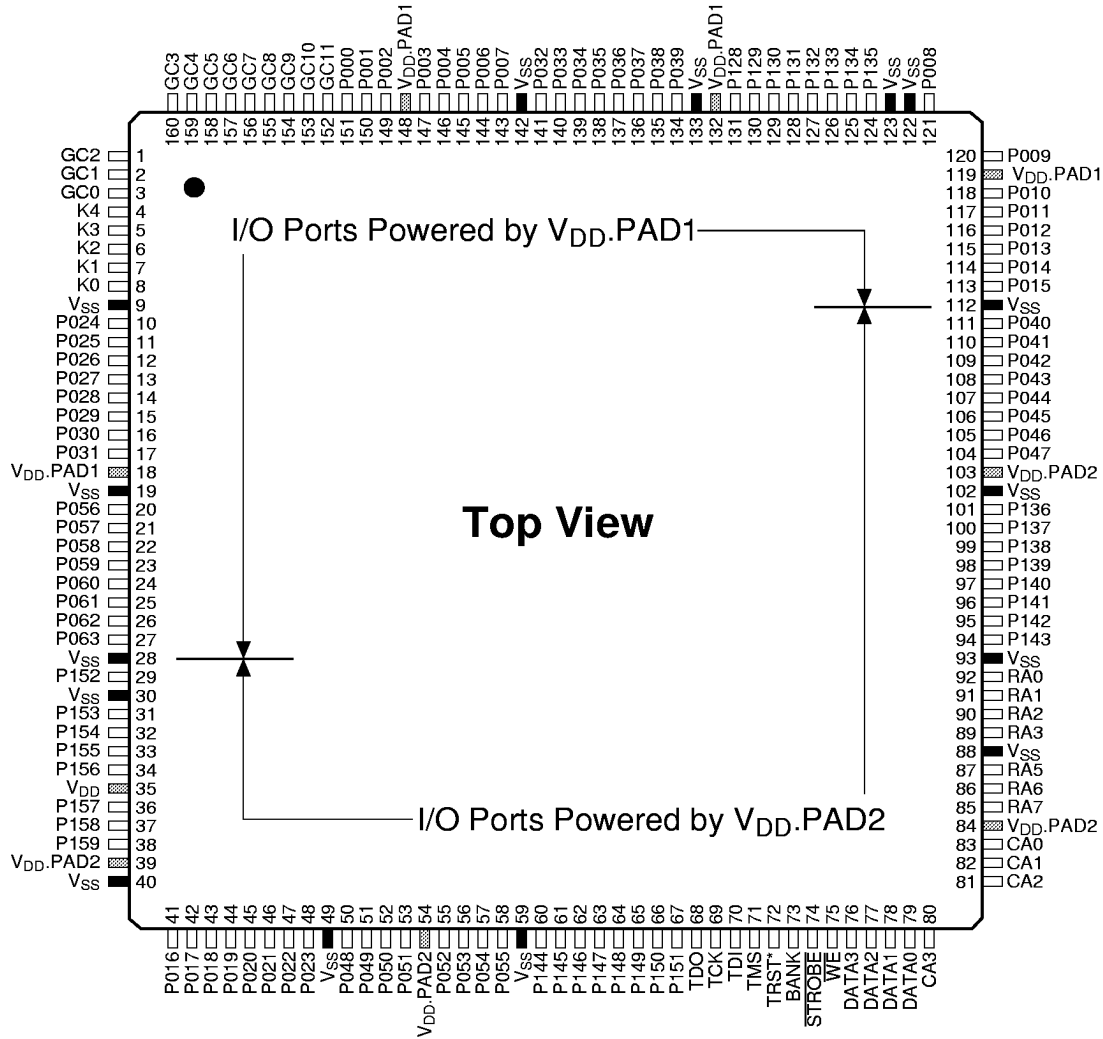 GC3 GC4 GC5 GC6 GC7 GC8 GC9 GC10 GC11 P000 P001 P002 VDD.PAD1 P003 P004 P005 P006 P007 VSS P032 P033 P034 P035 P036 P037 P038 P039 VSS VDD.PAD1 P128 P129 P130 P131 P132 P133 P134 P135 VSS VSS P008
160 159 158 157 156 155 154 153 152 151 150 149 148 147 146 145 144 143 142 141 140 139 138 137 136 135 134 133 132 131 130 129 128 127 126 125 124 123 122 121
GC2 1
GC1 2
GC0 3
K4 4
K3 5
K2 6
K1 7
K0 8
VSS 9
P024 10
P025 11
P026 12
P027 13
P028 14
P029 15
P030 16
P031 17
VDD.PAD1 18
VSS 19
P056 20
P057 21
P058 22
P059 23
P060 24
P061 25
P062 26
P063 27
VSS 28
P152 29
VSS 30
P153 31
P154 32
P155 33
P156 34
VDD 35
P157 36
P158 37
P159 38
VDD.PAD2 39
VSS 40
I/O Ports Powered by VDD.PAD1
Top View
I/O Ports Powered by VDD.PAD2
120 P009
119 VDD.PAD1
118 P010
117 P011
116 P012
115 P013
114 P014
113 P015
112 VSS
111 P040
110 P041
109 P042
108 P043
107 P044
106 P045
105 P046
104 P047
103 VDD.PAD2
102 VSS
101 P136
100 P137
99 P138
98 P139
97 P140
96 P141
95 P142
94 P143
93 VSS
92 RA0
91 RA1
90 RA2
89 RA3
88 VSS
87 RA5
86 RA6
85 RA7
84 VDD.PAD2
83 CA0
82 CA1
81 CA2
41 42 43 44 45 46 47 48 49 50 51 52 53 54 55 56 57 58 59 60 61 62 63 64 65 66 67 68 69 70 71 72 73 74 75 76 77 78 79 80
P016 P017 P018 P019 P020 P021 P022 P023 VSS P048 P049 P050 P051 VDD.PAD2 P052 P053 P054 P055 VSS P144 P145 P146 P147 P148 P149 P150 P151 TDO TCK TDI TMS TRST* BANK STROBE WE DATA3 DATA2 DATA1 DATA0 CA3